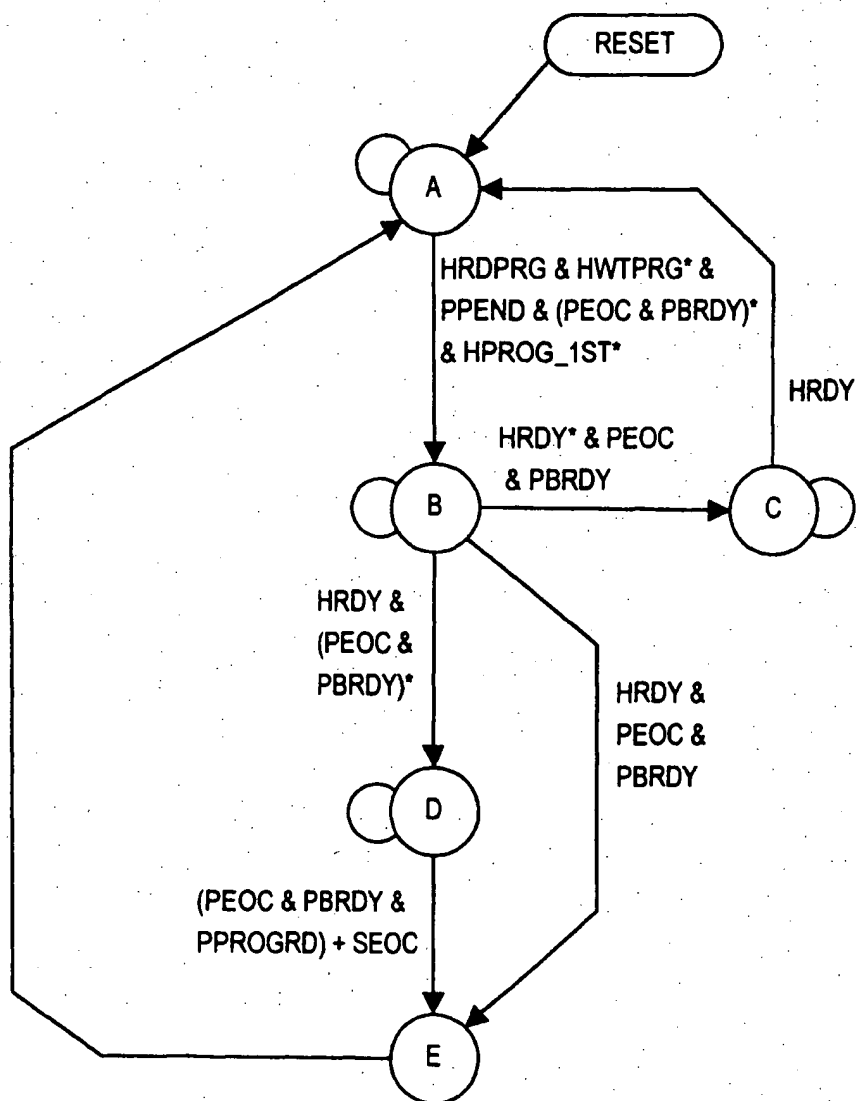 RESET
A
HRDPRG & HWTPRG* &
PPEND & (PEOC & PBRDY)*
& HPROG_1ST*
HRDY
HRDY* & PEOC
& PBRDY
B
C
HRDY &
(PEOC &
PBRDY)*
HRDY &
PEOC &
PBRDY
D
(PEOC & PBRDY &
PPROGRD) + SEOC
E